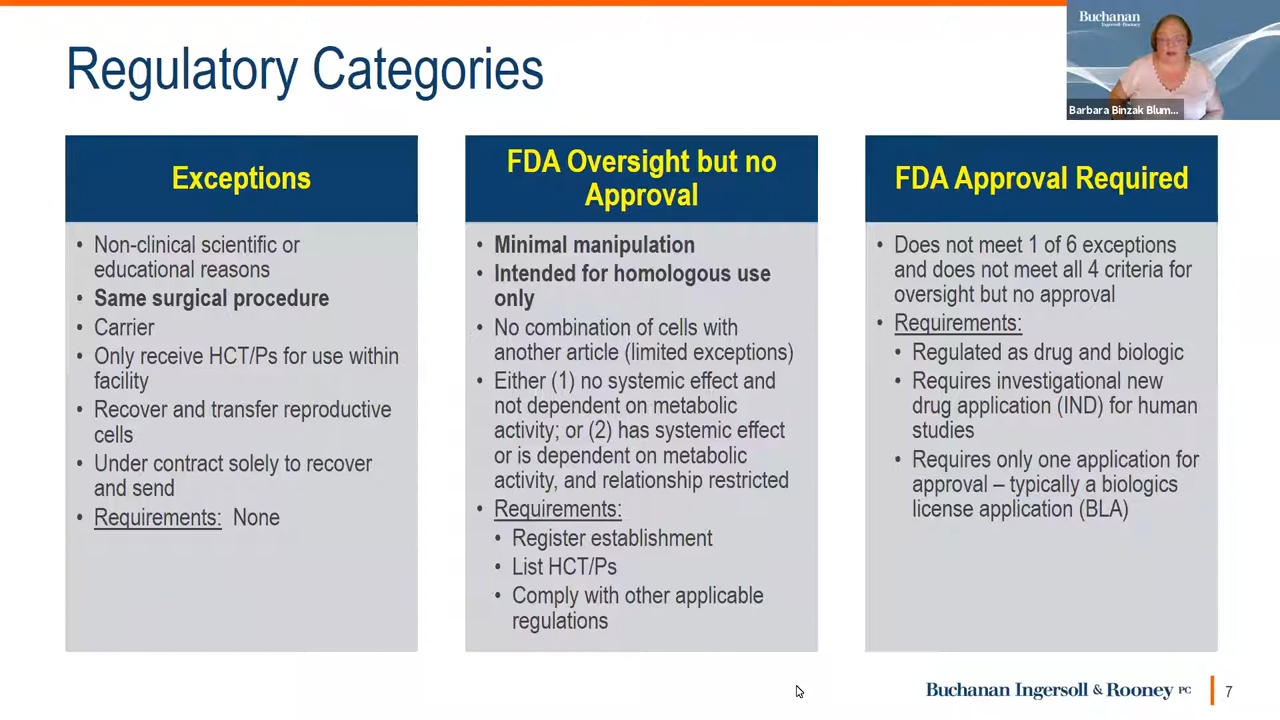 Regulatory Categories
Buchanan
Ingersoll & Rooney
Barbara Binzak Blum...
Exceptions
• Non-clinical scientific or
educational reasons
• Same surgical procedure
• Carrier
• Only receive HCT/Ps for use within
facility
• Recover and transfer reproductive
cells
• Under contract solely to recover
and send
• Requirements: None
FDA Oversight but no
Approval
• Minimal manipulation
• Intended for homologous use
only
• No combination of cells with
another article (limited exceptions)
• Either (1) no systemic effect and
not dependent on metabolic
activity; or (2) has systemic effect
or is dependent on metabolic
activity, and relationship restricted
• Requirements:
• Register establishment
• List HCT/Ps
• Comply with other applicable
regulations
FDA Approval Required
• Does not meet 1 of 6 exceptions
and does not meet all 4 criteria for
oversight but no approval
• Requirements:
• Regulated as drug and biologic
• Requires investigational new
drug application (IND) for human
studies
• Requires only one application for
approval – typically a biologics
license application (BLA)
Buchanan Ingersoll & Rooney PC
7